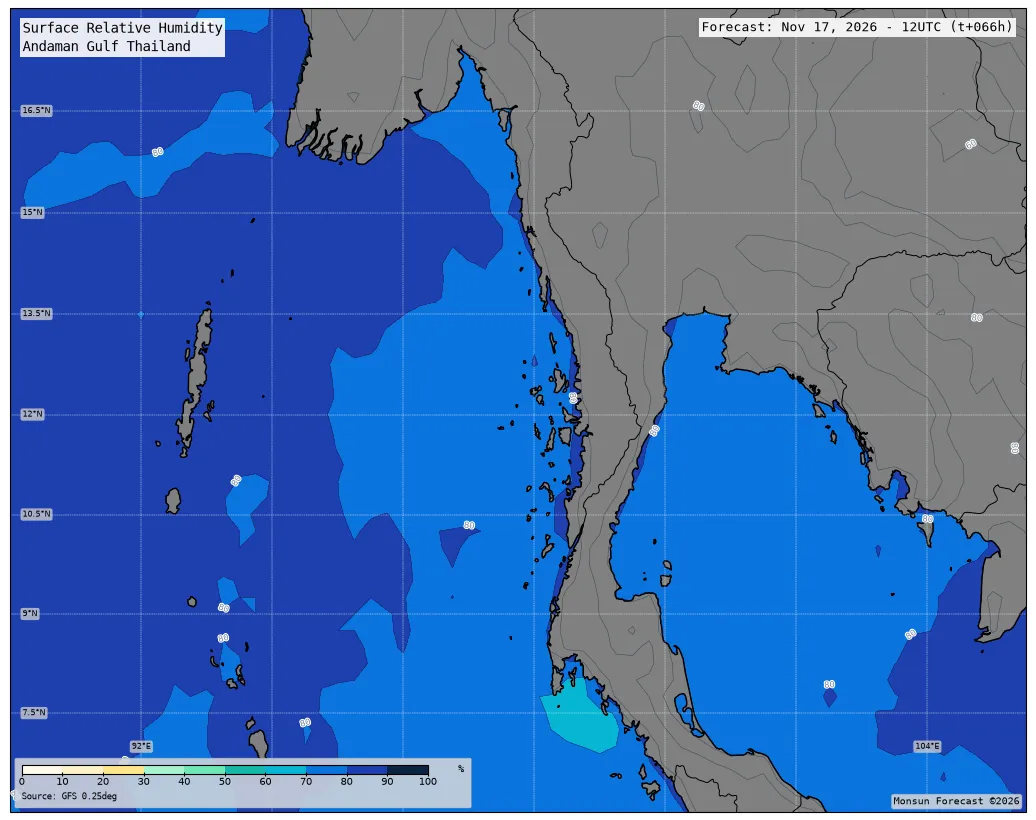 Surface Relative Humidity
Andaman Gulf Thailand
Forecast: Nov 17, 2026 - 12UTC (t+066h)
80
60
16.5°N
80
15°N
13.5°N
80
80
12°N
80
80
80
10.5°N
80
80
9°N
80
80
80
80
7.5°N
80
92°E
104°E
0 10 20 30 40 50 60 70 80 90 100 %
Source: GFS 0.25deg
Monsun Forecast ©2026